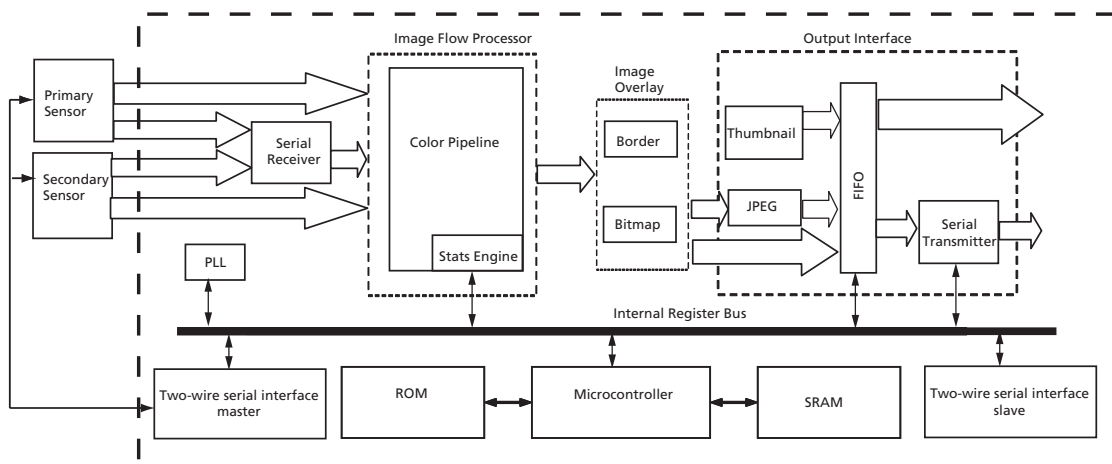 Image Flow Processor
Output Interface
Primary
Sensor
Secondary
Sensor
Serial
Receiver
Color Pipeline
Stats Engine
Image
Overlay
Border
Bitmap
Thumbnail
JPEG
FIFO
Serial
Transmitter
PLL
Internal Register Bus
Two-wire serial interface
master
ROM
Microcontroller
SRAM
Two-wire serial interface
slave